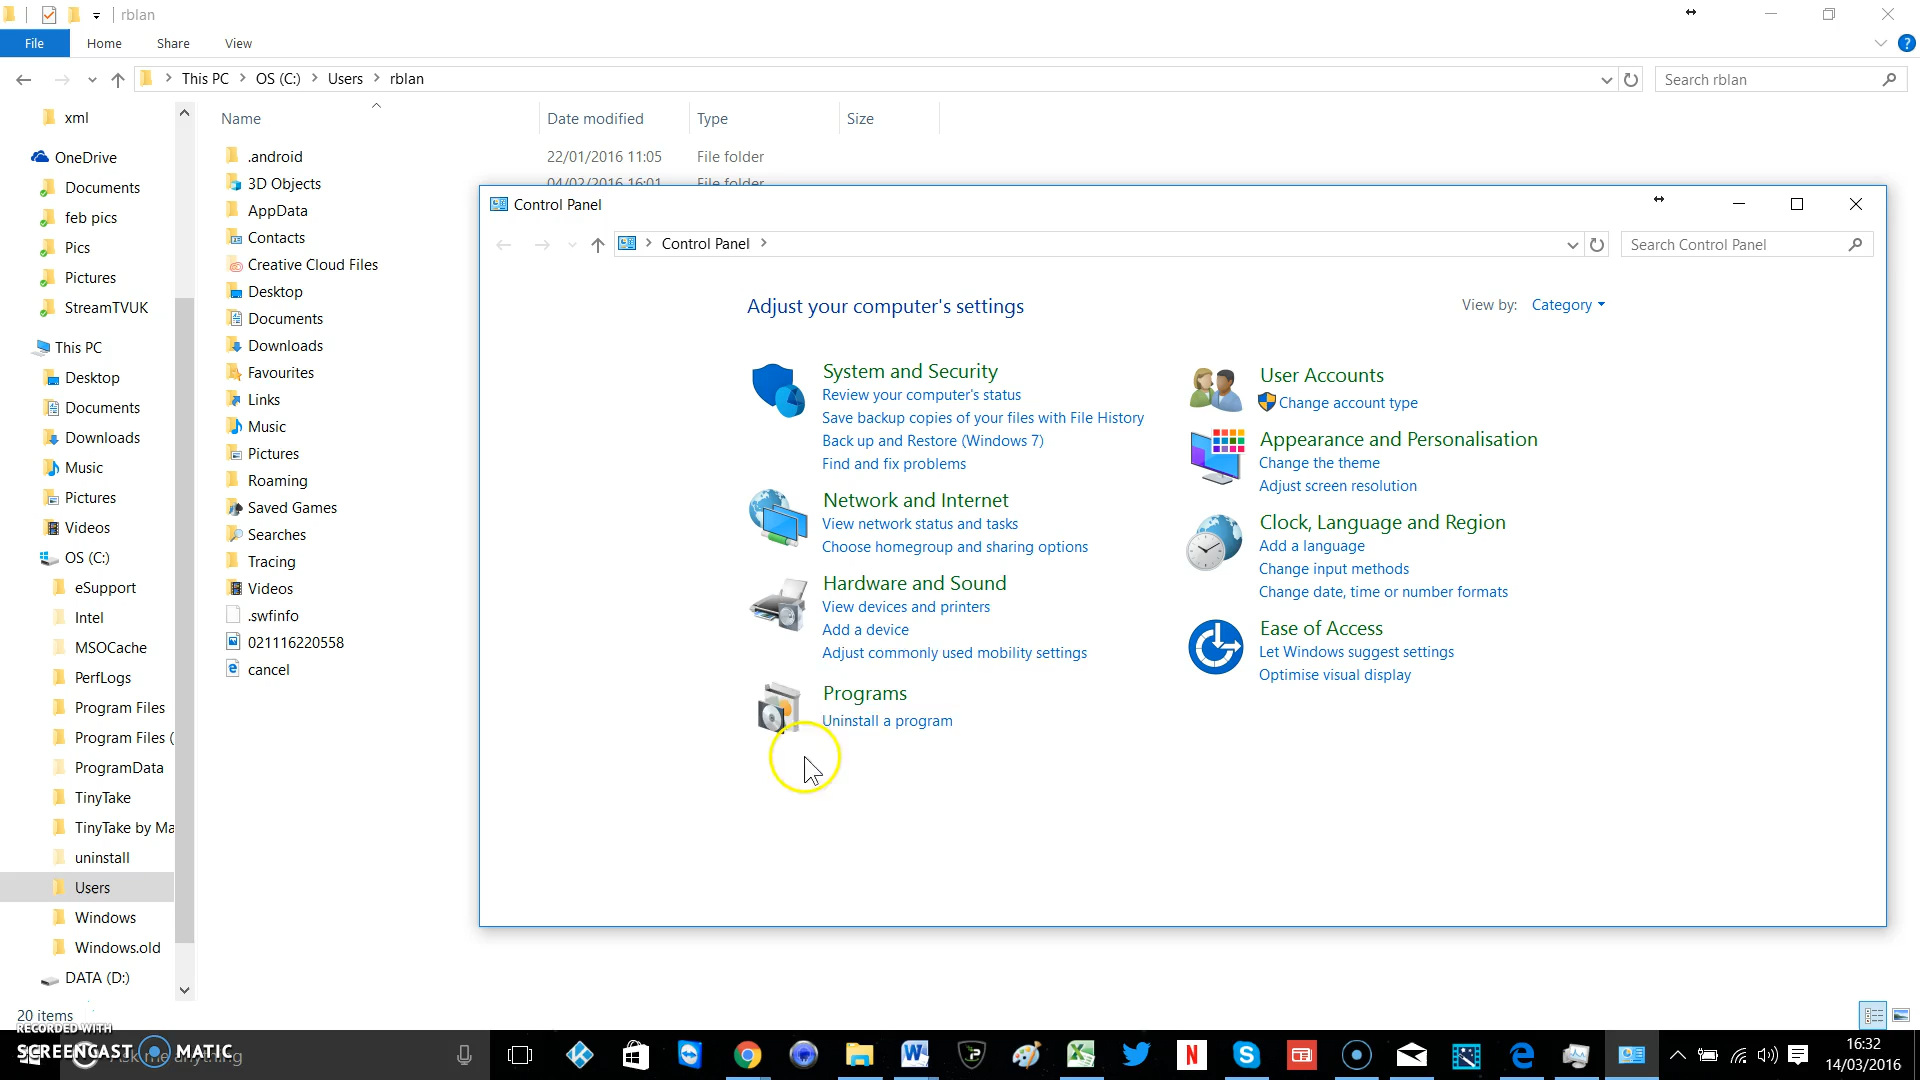 rblan
File
Home
Share
View
This PC
OS (C:)
Users
rblan
Search rblan
xml
OneDrive
Documents
feb pics
Pics
Pictures
StreamTVUK
This PC
Desktop
Documents
Downloads
Music
Pictures
Videos
OS (C:)
eSupport
Intel
MSOCache
PerfLogs
Program Files
Program Files (
ProgramData
TinyTake
TinyTake by Ma
uninstall
Users
Windows
Windows.old
DATA (D:)
Name
Date modified
Type
Size
.android
22/01/2016 11:05
File folder
3D Objects
04/02/2016 16:01
File folder
AppData
Contacts
Creative Cloud Files
Desktop
Documents
Downloads
Favourites
Links
Music
Pictures
Roaming
Saved Games
Searches
Tracing
Videos
.swfinfo
021116220558
cancel
Control Panel
Control Panel
Search Control Panel
Adjust your computer's settings
View by:
Category
System and Security
Review your computer's status
Save backup copies of your files with File History
Back up and Restore (Windows 7)
Find and fix problems
Network and Internet
View network status and tasks
Choose homegroup and sharing options
Hardware and Sound
View devices and printers
Add a device
Adjust commonly used mobility settings
Programs
Uninstall a program
User Accounts
Change account type
Appearance and Personalisation
Change the theme
Adjust screen resolution
Clock, Language and Region
Add a language
Change input methods
Change date, time or number formats
Ease of Access
Let Windows suggest settings
Optimise visual display
20 items
RECORDED WITH
SCREENCAST MATIC
Ask me anything
16:32
14/03/2016